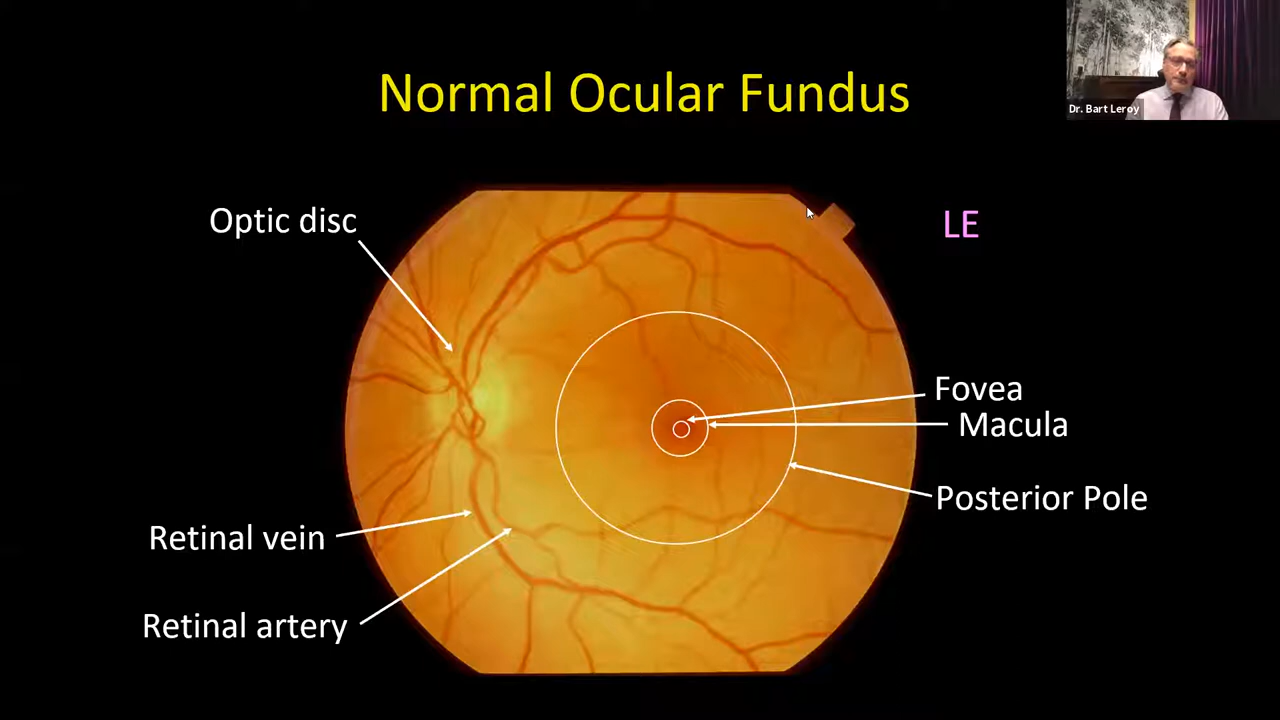 Normal Ocular Fundus
Dr. Bart Leroy
Optic disc
LE
Fovea
Macula
Posterior Pole
Retinal vein
Retinal artery